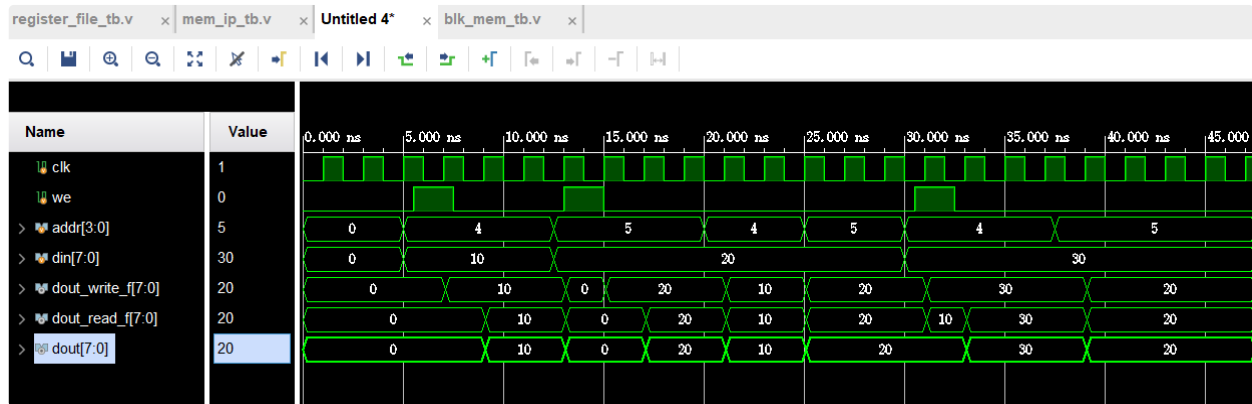 register_file_tb.v × mem_ip_tb.v × Untitled 4* × blk_mem_tb.v ×
Name Value 0.000 ns 5.000 ns 10.000 ns 15.000 ns 20.000 ns 25.000 ns 30.000 ns 35.000 ns 40.000 ns 45.000
clk 1
we 0
addr[3:0] 5 0 4 5 4 5 4 5
din[7:0] 30 0 10 20 30
dout_write_f[7:0] 20 0 10 0 20 10 20 30 20
dout_read_f[7:0] 20 0 10 0 20 10 20 10 30 20
dout[7:0] 20 0 10 0 20 10 20 30 20